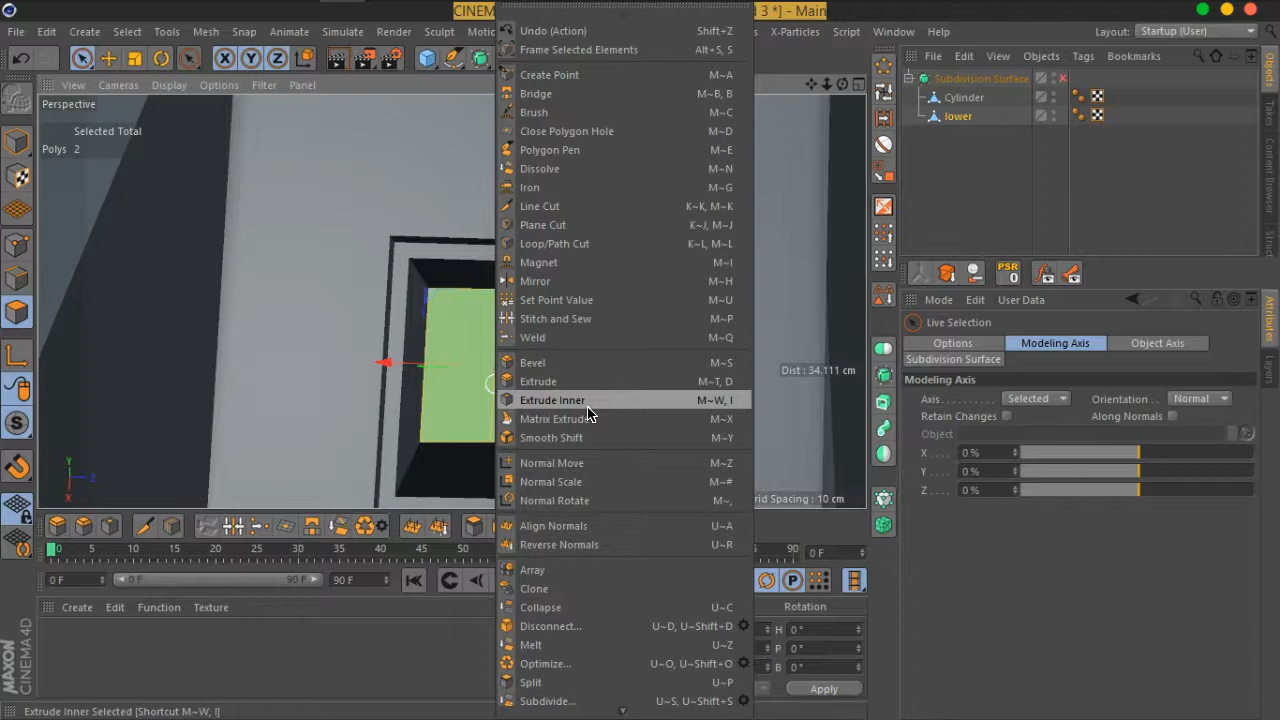 CINEM
3 *] - Main
File
Edit
Create
Select
Tools
Mesh
Snap
Animate
Simulate
Render
Sculpt
X-Particles
Script
Window
Help
Layout:
Startup (User)
View
Cameras
Display
Options
Filter
Panel
Perspective
Selected Total
Polys 2
Undo (Action) Shift+Z
Frame Selected Elements Alt+S, S
Create Point M~A
Bridge M~B, B
Brush M~C
Close Polygon Hole M~D
Polygon Pen M~E
Dissolve M~N
Iron M~G
Line Cut K~K, M~K
Plane Cut K~J, M~J
Loop/Path Cut K~L, M~L
Magnet M~I
Mirror M~H
Set Point Value M~U
Stitch and Sew M~P
Weld M~Q
Bevel M~S
Extrude M~T, D
Extrude Inner M~W, I
Matrix Extrude M~X
Smooth Shift M~Y
Normal Move M~Z
Normal Scale M~#
Normal Rotate M~,
Align Normals U~A
Reverse Normals U~R
Array
Clone
Collapse U~C
Disconnect... U~D, U~Shift+D
Melt U~Z
Optimize... U~O, U~Shift+O
Split U~P
Subdivide... U~S, U~Shift+S
Dist : 34.111 cm
rid Spacing : 10 cm
Y
Z
X
X Y Z
PSR
0
File Edit View Objects Tags Bookmarks
Subdivision Surface
Cylinder
lower
Objects
Takes
Content Browser
Struct
Mode Edit User Data
Live Selection
Options Modeling Axis Object Axis
Subdivision Surface
Modeling Axis
Axis . . . . . Selected Orientation . Normal
Retain Changes Along Normals
Object
X . . . . 0 %
Y . . . . 0 %
Z . . . . 0 %
Attributes
Layers
0 5 10 15 20 25 30 35 40 45 50
90 0 F
0 F 0 F 90 F 90 F
P
Create Edit Function Texture
Rotation
H 0 °
P 0 °
B 0 °
Apply
MAXON
CINEMA 4D
Extrude Inner Selected [Shortcut M~W, I]